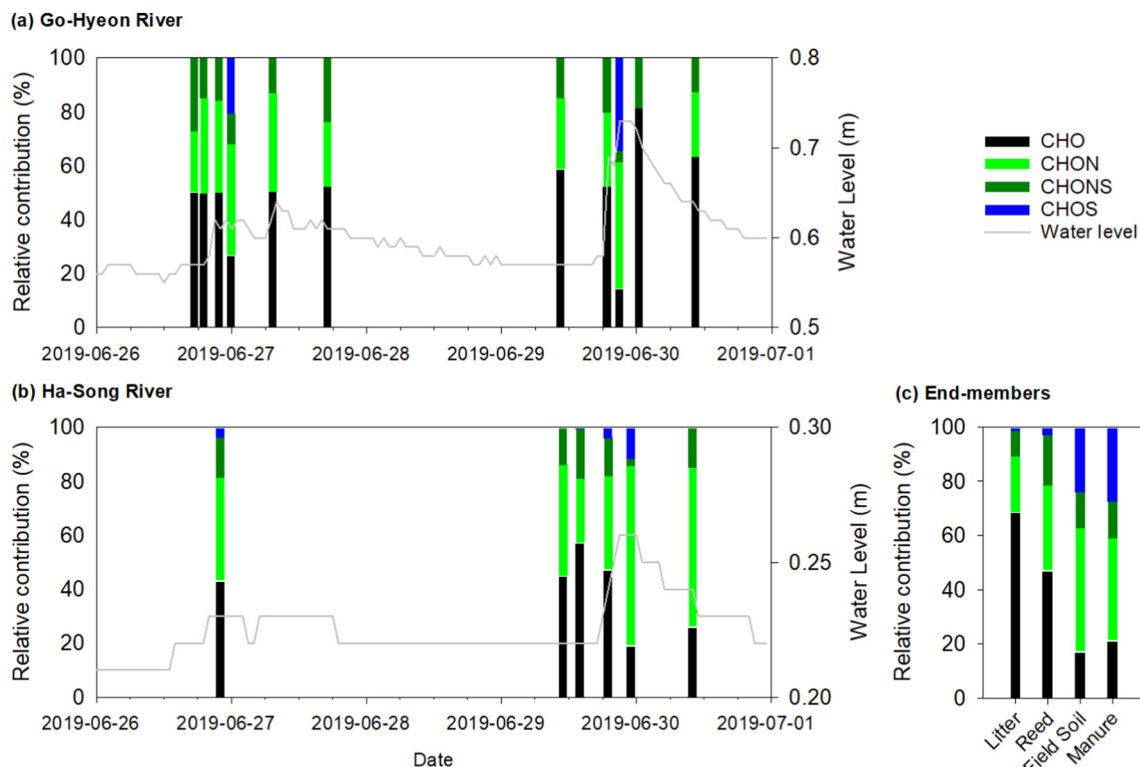 (a) Go-Hyeon River
Relative contribution (%)
100
80
60
40
20
0
0.8
0.7
0.6
0.5
Water Level (m)
2019-06-26 2019-06-27 2019-06-28 2019-06-29 2019-06-30 2019-07-01
CHO
CHON
CHONS
CHOS
Water level
(b) Ha-Song River
Relative contribution (%)
100
80
60
40
20
0
0.30
0.25
0.20
Water Level (m)
2019-06-26 2019-06-27 2019-06-28 2019-06-29 2019-06-30 2019-07-01
Date
(c) End-members
Relative contribution (%)
100
80
60
40
20
0
Litter
Reed
Field Soil
Manure